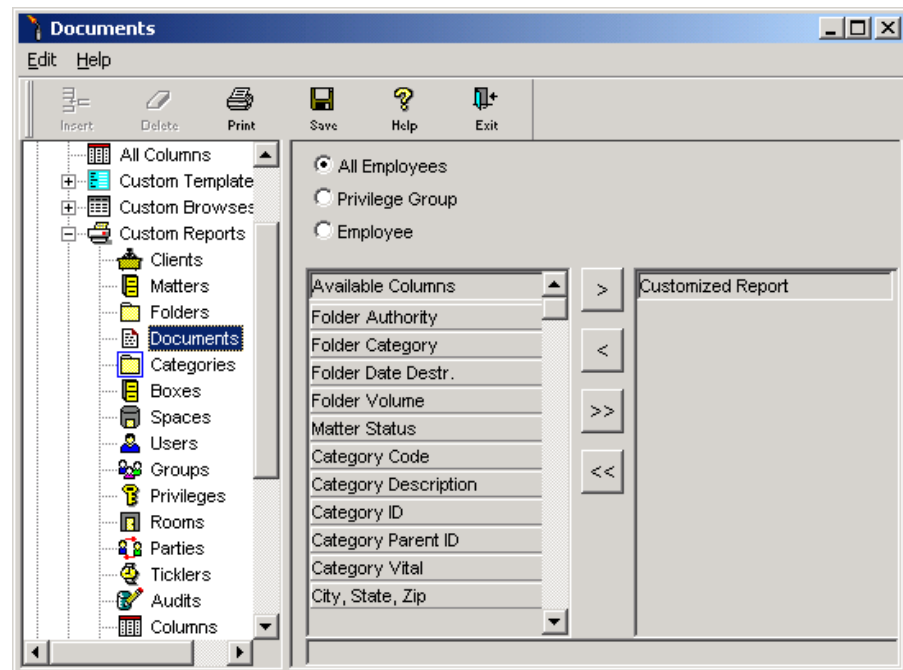 Documents
Edit Help
Insert Delete Print Save Help Exit
All Columns
Custom Template
Custom Browses
Custom Reports
Clients
Matters
Folders
Documents
Categories
Boxes
Spaces
Users
Groups
Privileges
Rooms
Parties
Ticklers
Audits
Columns
All Employees
Privilege Group
Employee
Available Columns
Folder Authority
Folder Category
Folder Date Destr.
Folder Volume
Matter Status
Category Code
Category Description
Category ID
Category Parent ID
Category Vital
City, State, Zip
>
<
>>
<<
Customized Report